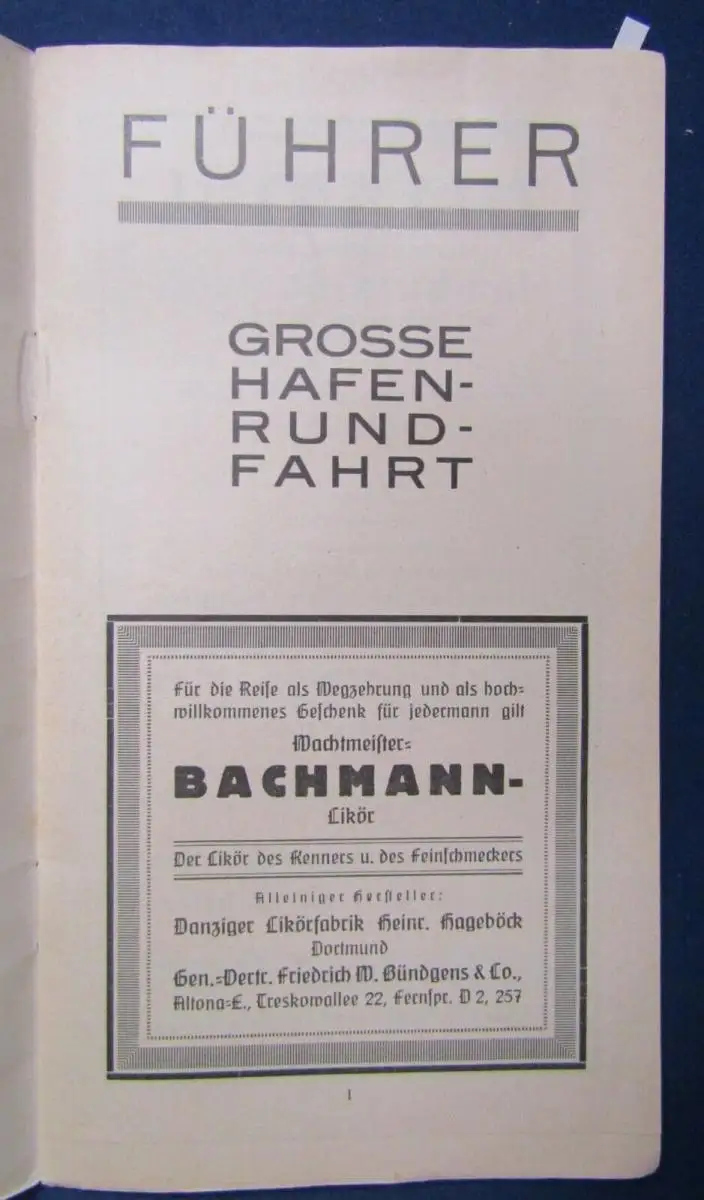 FÜHRER
GROSSE
HAFEN-
RUND-
FAHRT
Für die Reiſe als Wegzehrung und als hoch=
willkommenes Geſchenk für jedermann gilt
Wachtmeiſter=
BACHMANN-
Likör
Der Likör des Kenners u. des Feinſchmeckers
Alleiniger Herſteller:
Danziger Likörfabrik Heinr. Hageböck
Dortmund
Gen.=Vertr. Friedrich W. Bündgens & Co.,
Altona=E., Treskowallee 22, Fernſpr. D 2, 257
1